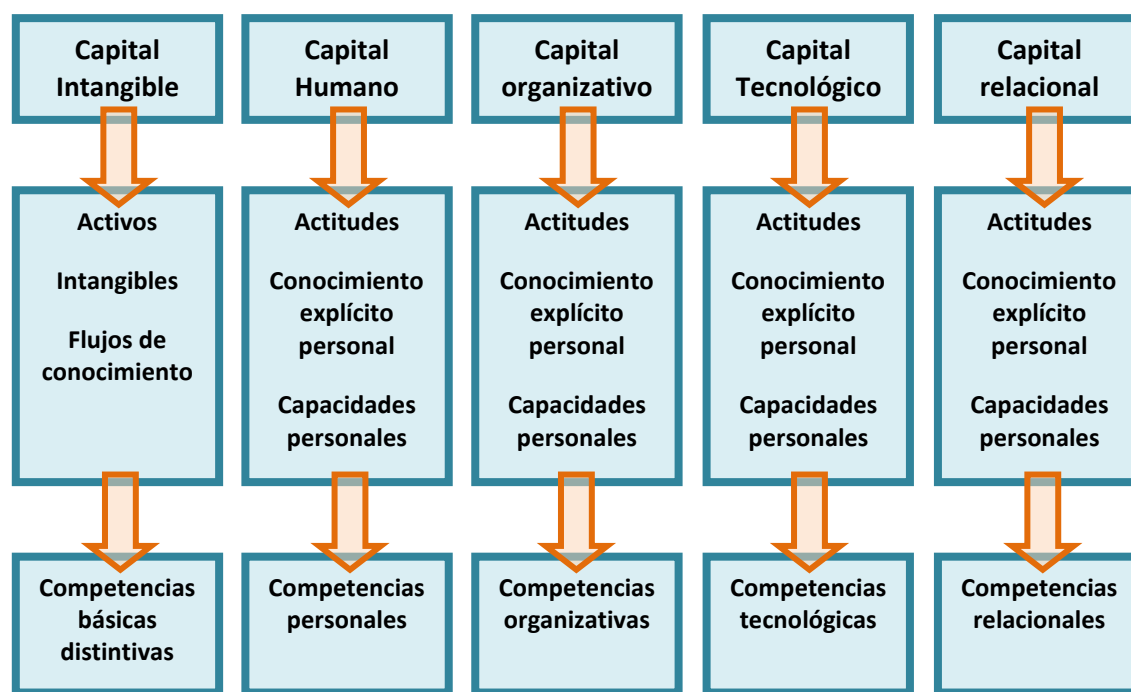 Capital
Intangible
Capital
Humano
Capital
organizativo
Capital
Tecnológico
Capital
relacional
Activos
Intangibles
Flujos de
conocimiento
Actitudes
Conocimiento
explícito
personal
Capacidades
personales
Actitudes
Conocimiento
explícito
personal
Capacidades
personales
Actitudes
Conocimiento
explícito
personal
Capacidades
personales
Actitudes
Conocimiento
explícito
personal
Capacidades
personales
Competencias
básicas
distintivas
Competencias
personales
Competencias
organizativas
Competencias
tecnológicas
Competencias
relacionales